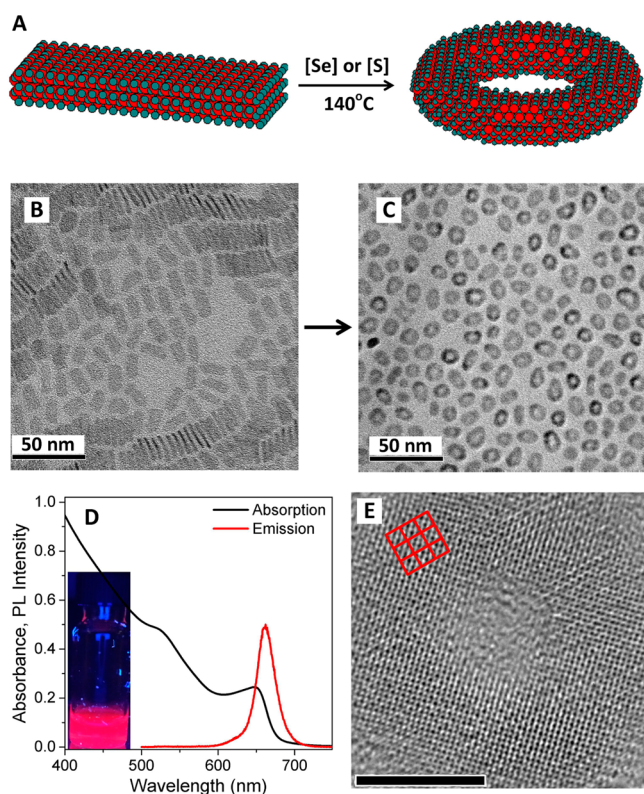 A
[Se] or [S]
140°C
B
50 nm
C
50 nm
D
Absorption
Emission
Absorbance, PL Intensity
1.0
0.8
0.6
0.4
0.2
0.0
400 500 600 700
Wavelength (nm)
E